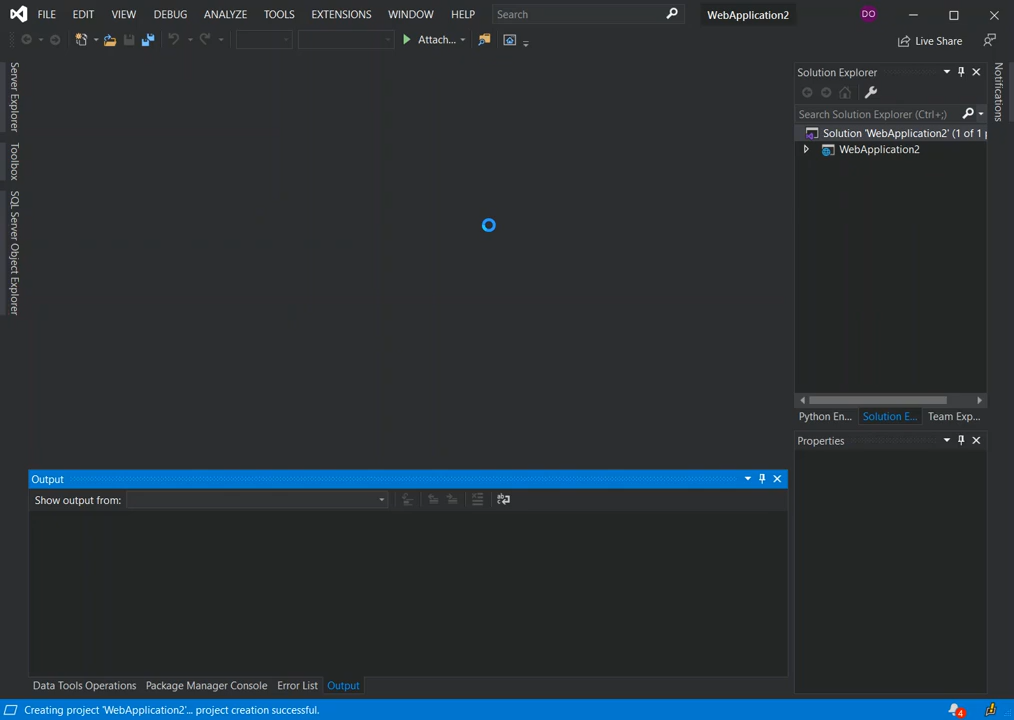 FILE EDIT VIEW DEBUG ANALYZE TOOLS EXTENSIONS WINDOW HELP Search WebApplication2 DO
Attach... Live Share
Server Explorer
Toolbox
SQL Server Object Explorer
Solution Explorer
Search Solution Explorer (Ctrl+;)
Solution 'WebApplication2' (1 of 1 p
WebApplication2
Python En... Solution E... Team Exp...
Notifications
Properties
Output
Show output from:
Data Tools Operations Package Manager Console Error List Output
Creating project 'WebApplication2'... project creation successful. 4